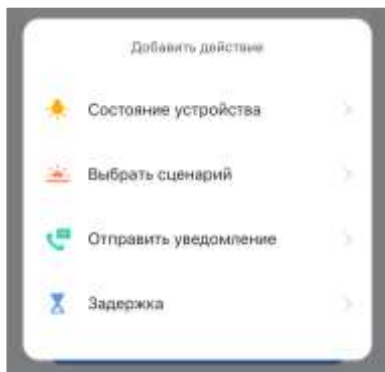 Добавить действие
Состояние устройства
Выбрать сценарий
Отправить уведомление
Задержка